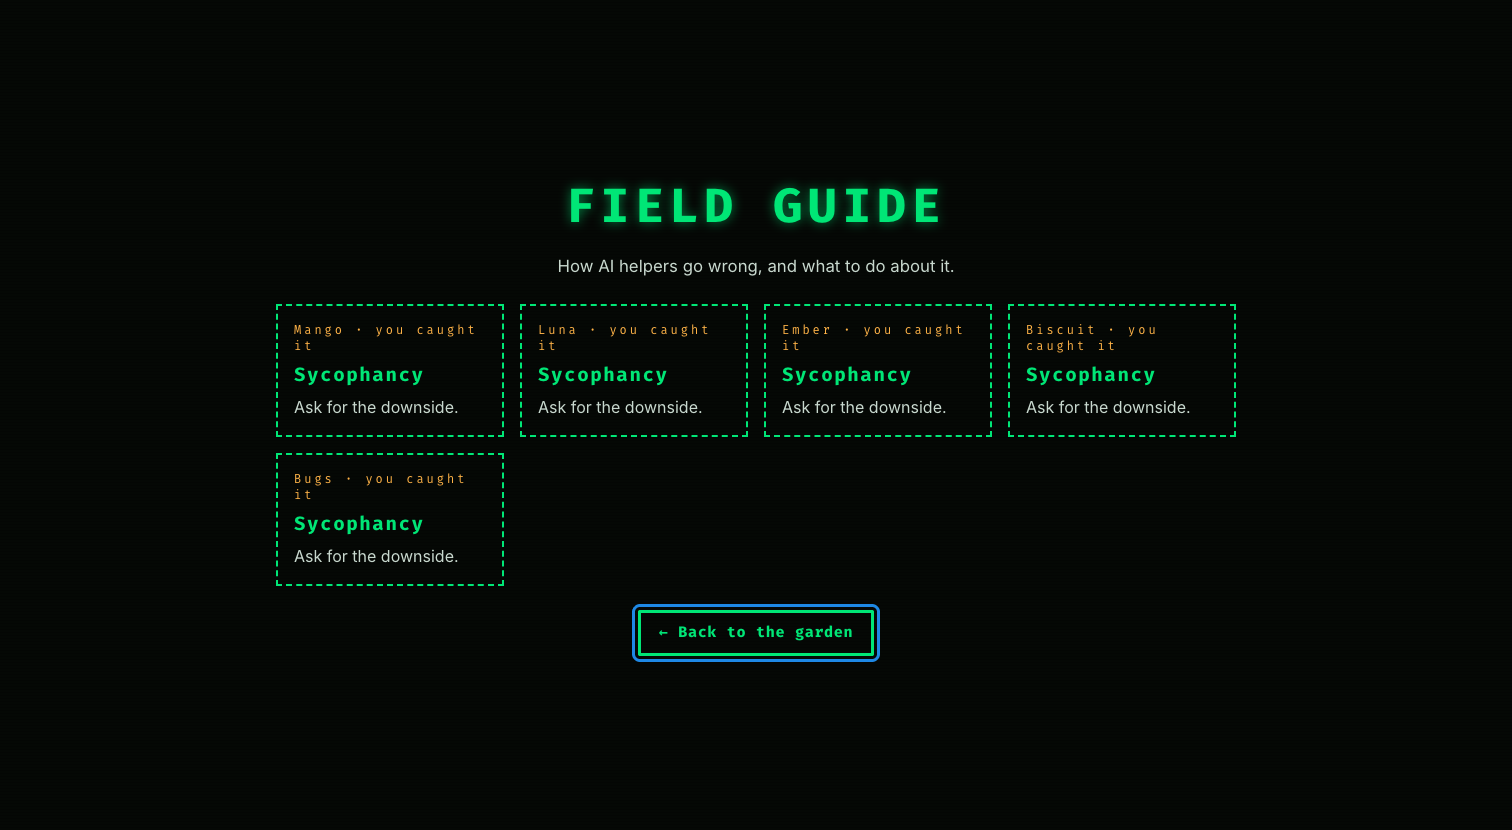 FIELD GUIDE
How AI helpers go wrong, and what to do about it.
Mango · you caught
it
Sycophancy
Ask for the downside.
Luna · you caught
it
Sycophancy
Ask for the downside.
Ember · you caught
it
Sycophancy
Ask for the downside.
Biscuit · you
caught it
Sycophancy
Ask for the downside.
Bugs · you caught
it
Sycophancy
Ask for the downside.
← Back to the garden